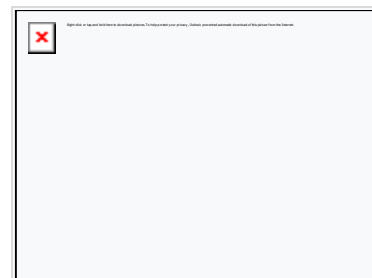 Right-click or tap and hold here to download pictures. To help protect your privacy, Outlook prevented automatic download of this picture from the Internet.